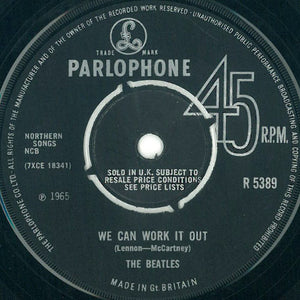 ALL RIGHTS OF THE MANUFACTURER AND OF THE OWNER OF THE RECORDED WORK RESERVED • UNAUTHORISED PUBLIC PERFORMANCE BROADCASTING AND COPYING OF THIS RECORD PROHIBITED
THE PARLOPHONE CO. LTD.
TRADE MARK
PARLOPHONE
45
R.P.M.
NORTHERN
SONGS
NCB
(7XCE 18341)
℗ 1965
SOLD IN U.K. SUBJECT TO
RESALE PRICE CONDITIONS,
SEE PRICE LISTS
R 5389
WE CAN WORK IT OUT
(Lennon—McCartney)
THE BEATLES
MADE IN Gt BRITAIN